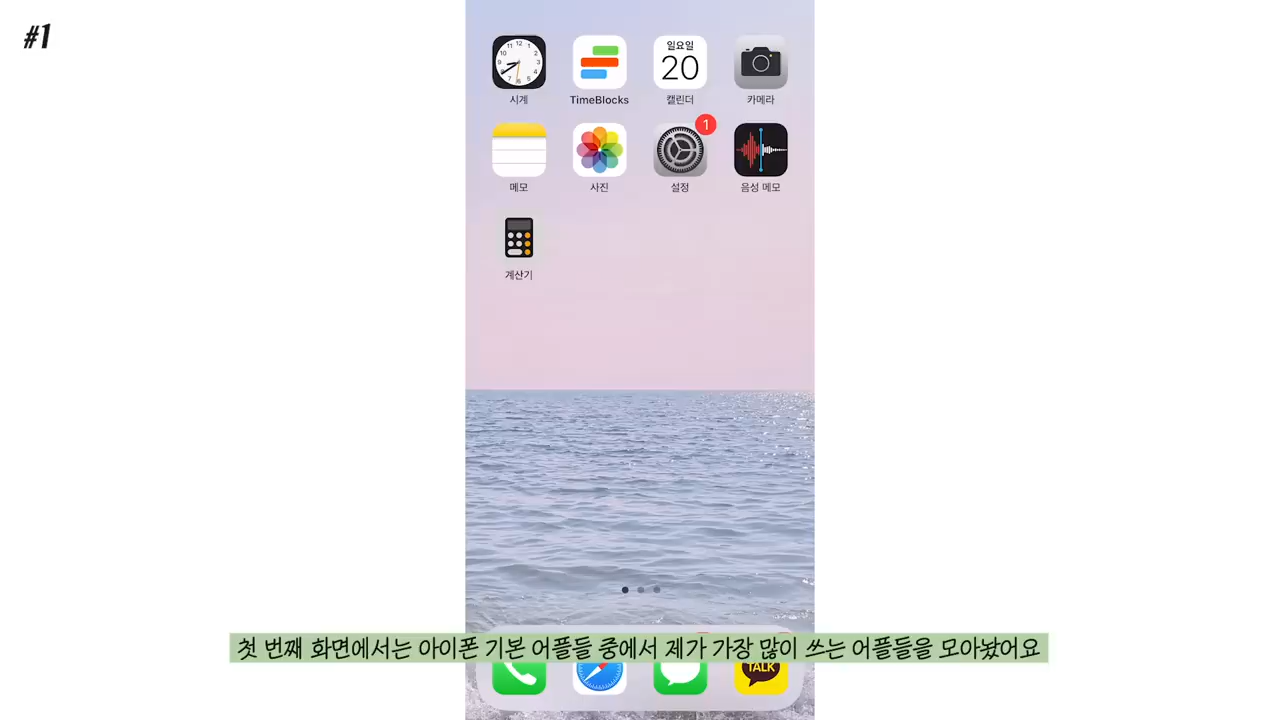 #1
일요일
20
시계
TimeBlocks
캘린더
카메라
1
메모
사진
설정
음성 메모
계산기
첫 번째 화면에서는 아이폰 기본 어플들 중에서 제가 가장 많이 쓰는 어플들을 모아놨어요
TALK